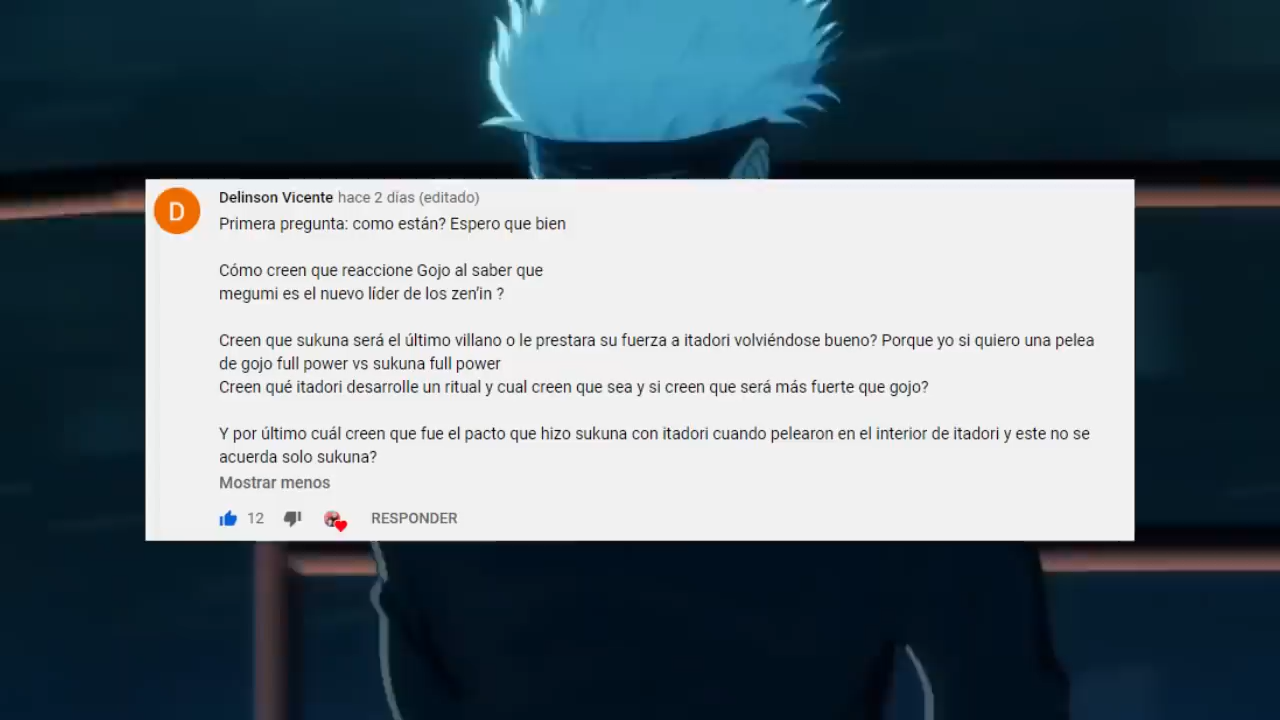 D
Delinson Vicente hace 2 días (editado)
Primera pregunta: como están? Espero que bien
Cómo creen que reaccione Gojo al saber que
megumi es el nuevo líder de los zen'in ?
Creen que sukuna será el último villano o le prestara su fuerza a itadori volviéndose bueno? Porque yo si quiero una pelea
de gojo full power vs sukuna full power
Creen qué itadori desarrolle un ritual y cual creen que sea y si creen que será más fuerte que gojo?
Y por último cuál creen que fue el pacto que hizo sukuna con itadori cuando pelearon en el interior de itadori y este no se
acuerda solo sukuna?
Mostrar menos
12 RESPONDER